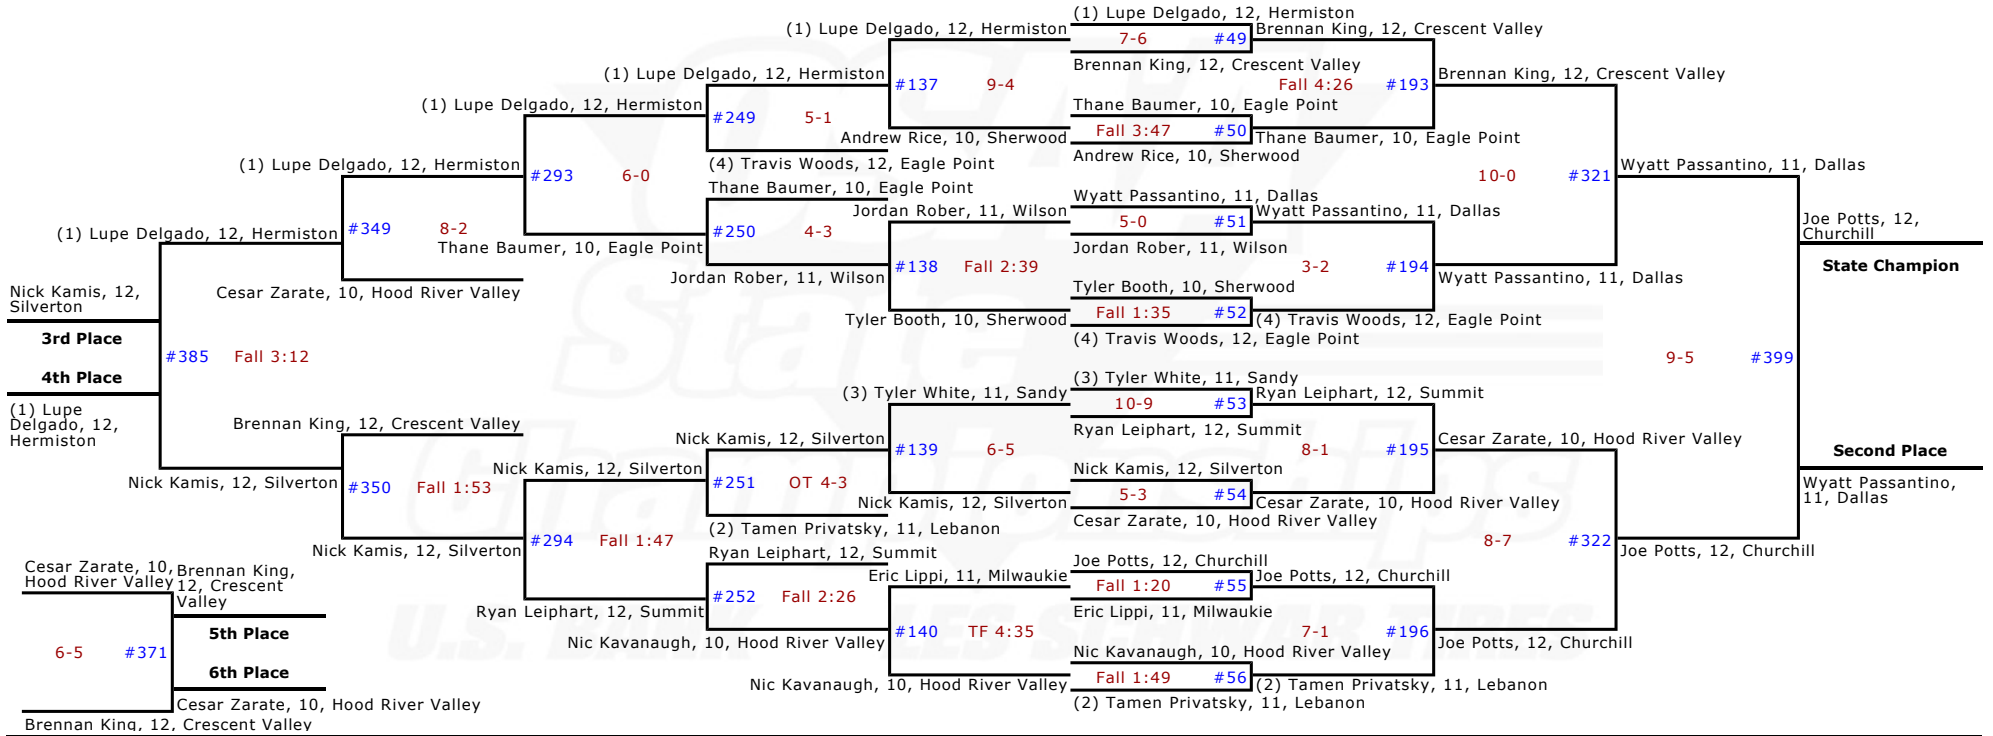 (1) Lupe Delgado, 12, Hermiston
(1) Lupe Delgado, 12, Hermiston
7-6 #49
Brennan King, 12, Crescent Valley
Brennan King, 12, Crescent Valley
(1) Lupe Delgado, 12, Hermiston
#137 9-4
Fall 4:26 #193
Brennan King, 12, Crescent Valley
(1) Lupe Delgado, 12, Hermiston
#249 5-1
Thane Baumer, 10, Eagle Point
Andrew Rice, 10, Sherwood
Fall 3:47 #50
Thane Baumer, 10, Eagle Point
Andrew Rice, 10, Sherwood
(1) Lupe Delgado, 12, Hermiston
(4) Travis Woods, 12, Eagle Point
#293 6-0
10-0 #321
Wyatt Passantino, 11, Dallas
Thane Baumer, 10, Eagle Point
Wyatt Passantino, 11, Dallas
Jordan Rober, 11, Wilson
5-0 #51
Wyatt Passantino, 11, Dallas
(1) Lupe Delgado, 12, Hermiston
#349 8-2
Thane Baumer, 10, Eagle Point
#250 4-3
Jordan Rober, 11, Wilson
Joe Potts, 12,
Churchill
State Champion
Jordan Rober, 11, Wilson
#138 Fall 2:39
3-2 #194
Wyatt Passantino, 11, Dallas
Nick Kamis, 12,
Silverton
3rd Place
Cesar Zarate, 10, Hood River Valley
Tyler Booth, 10, Sherwood
Tyler Booth, 10, Sherwood
Fall 1:35 #52
(4) Travis Woods, 12, Eagle Point
(4) Travis Woods, 12, Eagle Point
#385 Fall 3:12
9-5 #399
4th Place
(1) Lupe
Delgado, 12,
Hermiston
(3) Tyler White, 11, Sandy
(3) Tyler White, 11, Sandy
10-9 #53
Ryan Leiphart, 12, Summit
Ryan Leiphart, 12, Summit
Brennan King, 12, Crescent Valley
Nick Kamis, 12, Silverton
#139 6-5
8-1 #195
Cesar Zarate, 10, Hood River Valley
Second Place
Wyatt Passantino,
11, Dallas
Nick Kamis, 12, Silverton
#350 Fall 1:53
Nick Kamis, 12, Silverton
#251 OT 4-3
Nick Kamis, 12, Silverton
Nick Kamis, 12, Silverton
5-3 #54
Cesar Zarate, 10, Hood River Valley
Cesar Zarate, 10, Hood River Valley
(2) Tamen Privatsky, 11, Lebanon
Nick Kamis, 12, Silverton
#294 Fall 1:47
8-7 #322
Joe Potts, 12, Churchill
Ryan Leiphart, 12, Summit
Joe Potts, 12, Churchill
Eric Lippi, 11, Milwaukie
Fall 1:20 #55
Joe Potts, 12, Churchill
Cesar Zarate, 10,
Hood River Valley
Brennan King,
12, Crescent
Valley
5th Place
Ryan Leiphart, 12, Summit
#252 Fall 2:26
Eric Lippi, 11, Milwaukie
Nic Kavanaugh, 10, Hood River Valley
#140 TF 4:35
7-1 #196
Joe Potts, 12, Churchill
6-5 #371
6th Place
Cesar Zarate, 10, Hood River Valley
Brennan King, 12, Crescent Valley
Nic Kavanaugh, 10, Hood River Valley
Nic Kavanaugh, 10, Hood River Valley
Fall 1:49 #56
(2) Tamen Privatsky, 11, Lebanon
(2) Tamen Privatsky, 11, Lebanon
OSAA
State
Championships